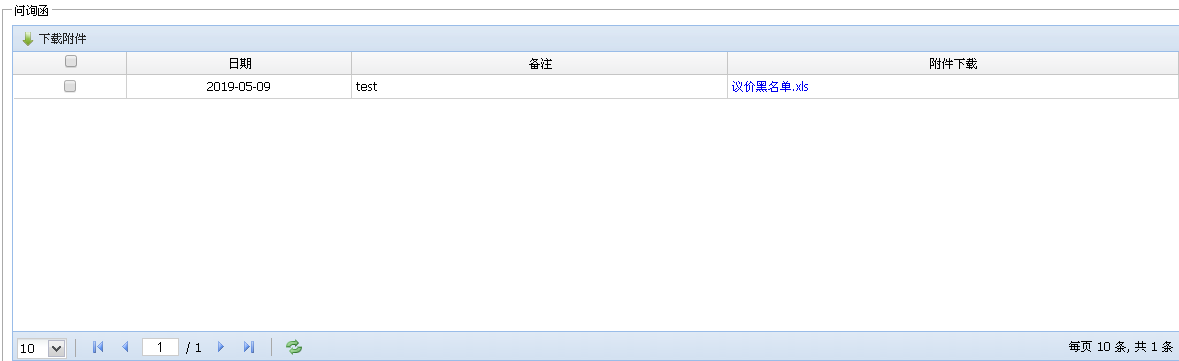 问询函
下载附件
日期 备注 附件下载
2019-05-09 test 议价黑名单.xls
10 1 / 1 每页 10 条, 共 1 条